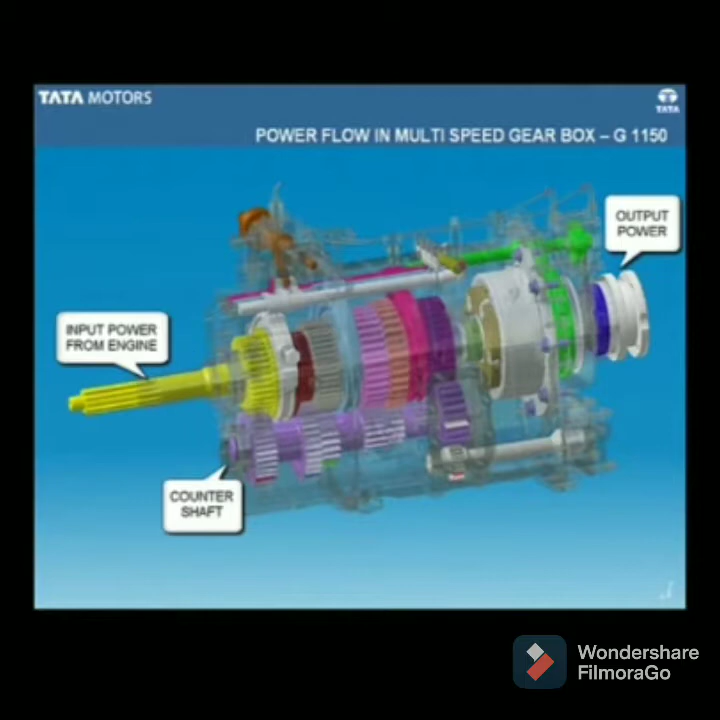 TATA MOTORS
TATA
POWER FLOW IN MULTI SPEED GEAR BOX – G 1150
OUTPUT
POWER
INPUT POWER
FROM ENGINE
COUNTER
SHAFT
Wondershare
FilmoraGo